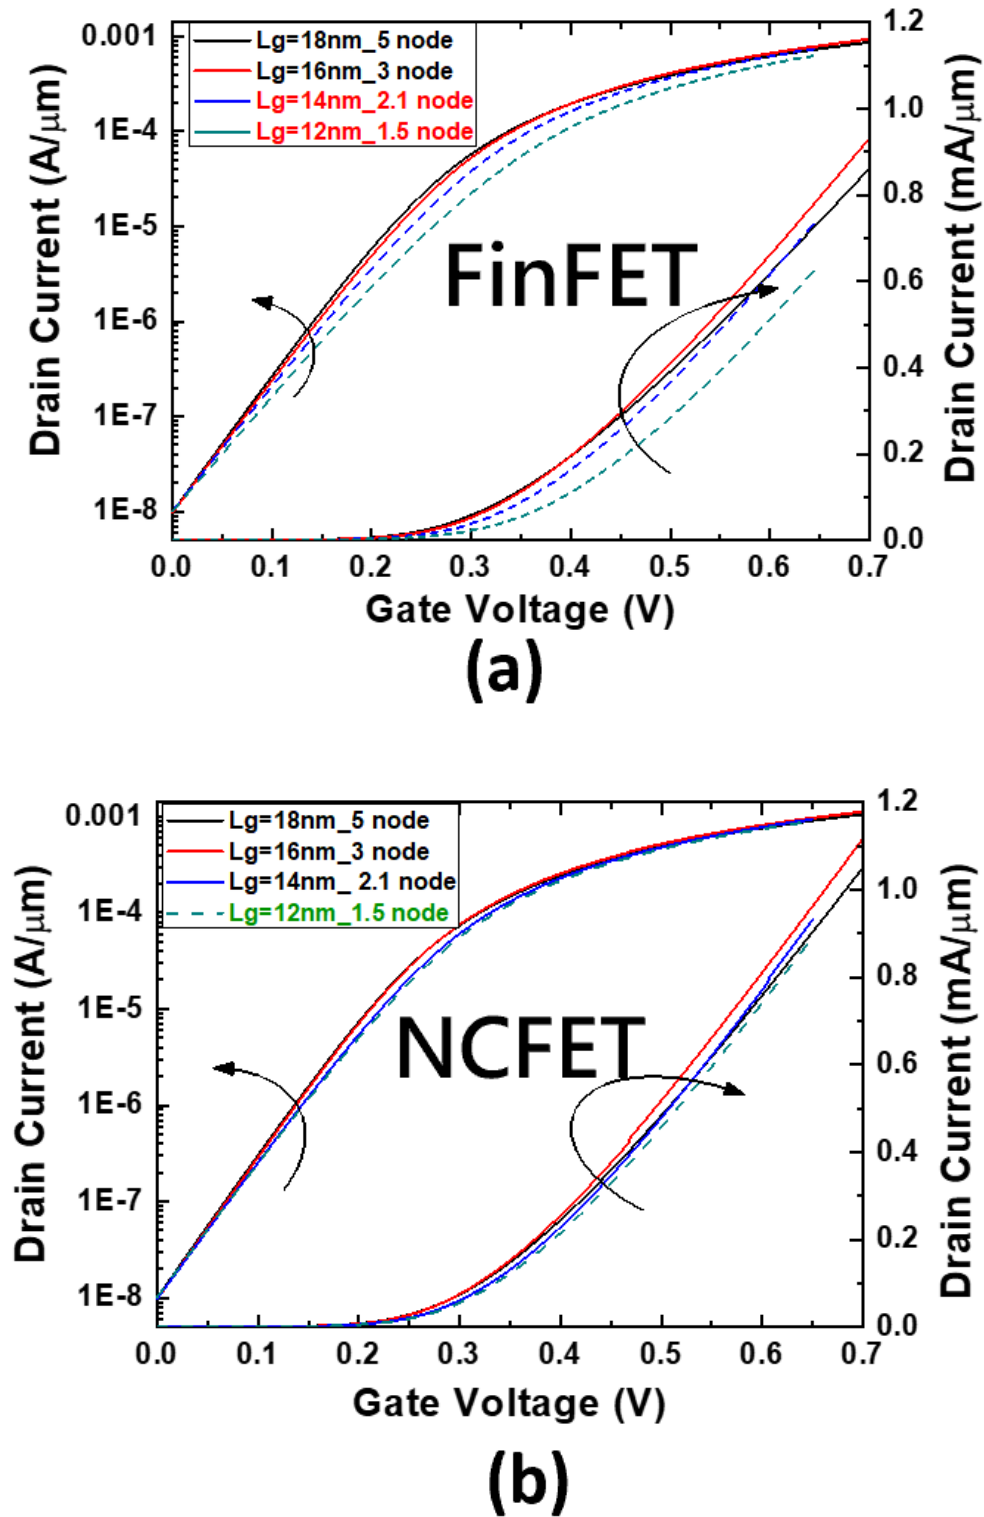 0.001
1E-4
1E-5
1E-6
1E-7
1E-8
Drain Current (A/μm)
Lg=18nm_5 node
Lg=16nm_3 node
Lg=14nm_2.1 node
Lg=12nm_1.5 node
FinFET
1.2
1.0
0.8
0.6
0.4
0.2
0.0
Drain Current (mA/μm)
0.0 0.1 0.2 0.3 0.4 0.5 0.6 0.7
Gate Voltage (V)
(a)
0.001
1E-4
1E-5
1E-6
1E-7
1E-8
Drain Current (A/μm)
Lg=18nm_5 node
Lg=16nm_3 node
Lg=14nm_ 2.1 node
Lg=12nm_1.5 node
NCFET
1.2
1.0
0.8
0.6
0.4
0.2
0.0
Drain Current (mA/μm)
0.0 0.1 0.2 0.3 0.4 0.5 0.6 0.7
Gate Voltage (V)
(b)